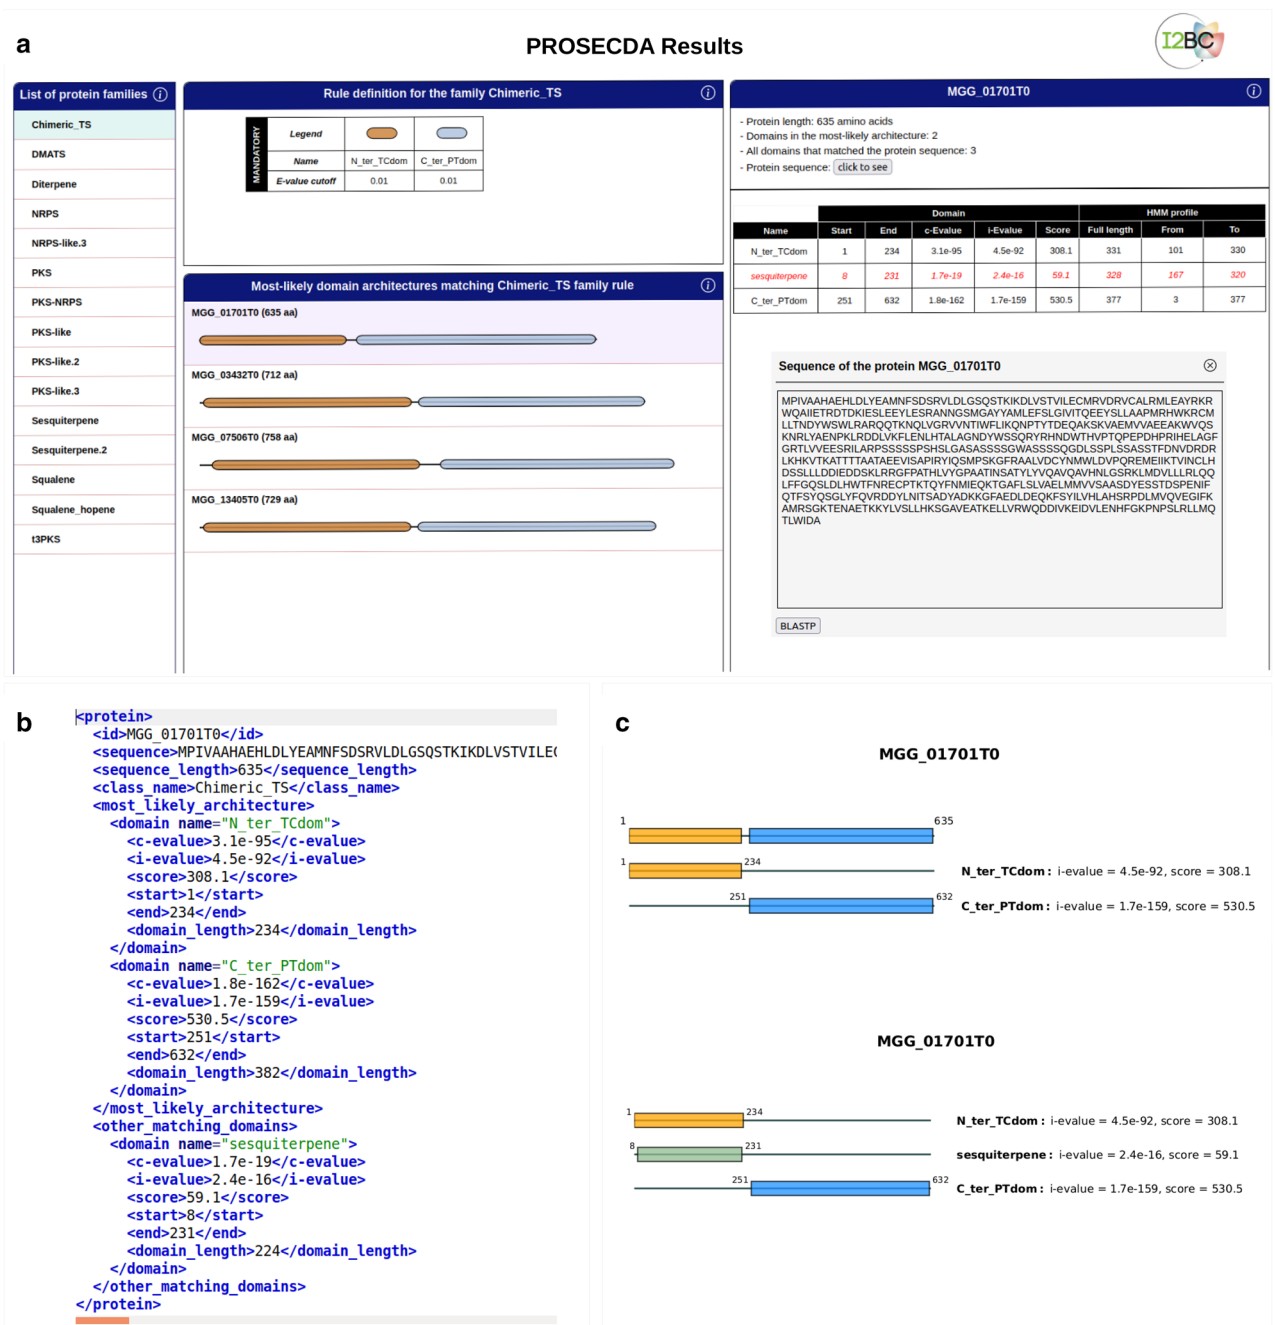 a
PROSECDA Results
I2BC
List of protein families i
Chimeric_TS
DMATS
Diterpene
NRPS
NRPS-like.3
PKS
PKS-NRPS
PKS-like
PKS-like.2
PKS-like.3
Sesquiterpene
Sesquiterpene.2
Squalene
Squalene_hopene
t3PKS
Rule definition for the family Chimeric_TS i
MANDATORY
Legend
Name N_ter_TCdom C_ter_PTdom
E-value cutoff 0.01 0.01
Most-likely domain architectures matching Chimeric_TS family rule i
MGG_01701T0 (635 aa)
MGG_03432T0 (712 aa)
MGG_07506T0 (758 aa)
MGG_13405T0 (729 aa)
MGG_01701T0 i
- Protein length: 635 amino acids
- Domains in the most-likely architecture: 2
- All domains that matched the protein sequence: 3
- Protein sequence: click to see
Domain HMM profile
Name Start End c-Evalue i-Evalue Score Full length From To
N_ter_TCdom 1 234 3.1e-95 4.5e-92 308.1 331 101 330
sesquiterpene 8 231 1.7e-19 2.4e-16 59.1 328 167 320
C_ter_PTdom 251 632 1.8e-162 1.7e-159 530.5 377 3 377
Sequence of the protein MGG_01701T0
MPIVAAHAEHLDLYEAMNFSDSRVLDLGSQSTKIKDLVSTVILECMRVDRVCALRMLEAYRKR
WQAIIETRDTDKIESLEEYLESRANNGSMGAYYAMLEFSLGIVITQEEYSLLAAPMRHWKRCM
LLTNDYWSWLRARQQTKNQLVGRVVNTIWFLIKQNPTYTDEQAKSKVAEMVVAEEAKWVQS
KNRLYAENPKLRDDLVKFLENLHTALAGNDYWSSQRYRHNDWTHVPTQPEPDHPRIHELAGF
GRTLVVEESRILARPSSSSSPSHSLGASASSSSGWASSSSQGDLSSPLSSASSTFDNVDRDR
LKHKVTKATTTTAATAEEVISAPIRYIQSMPSKGFRAALVDCYNMWLDVPQREMEIIKTVINCLH
DSSLLLDDIEDDSKLRRGFPATHLVYGPAATINSATYLYVQAVQAVHNLGSRKLMDVLLLRLQQ
LFFGQSLDLHWTFNRECPTKTQYFNMIEQKTGAFLSLVAELMMVVSAASDYESSTDSPENIF
QTFSYQSGLYFQVRDDYLNITSADYADKKGFAEDLDEQKFSYILVHLAHSRPDLMVQVEGIFK
AMRSGKTENAETKKYLVSLLHKSGAVEATKELLVRWQDDIVKEIDVLENHFGKPNPSLRLLMQ
TLWIDA
BLASTP
b
<protein>
<id>MGG_01701T0</id>
<sequence>MPIVAAHAEHLDLYEAMNFSDSRVLDLGSQSTKIKDLVSTVILEC
<sequence_length>635</sequence_length>
<class_name>Chimeric_TS</class_name>
<most_likely_architecture>
<domain name="N_ter_TCdom">
<c-evalue>3.1e-95</c-evalue>
<i-evalue>4.5e-92</i-evalue>
<score>308.1</score>
<start>1</start>
<end>234</end>
<domain_length>234</domain_length>
</domain>
<domain name="C_ter_PTdom">
<c-evalue>1.8e-162</c-evalue>
<i-evalue>1.7e-159</i-evalue>
<score>530.5</score>
<start>251</start>
<end>632</end>
<domain_length>382</domain_length>
</domain>
</most_likely_architecture>
<other_matching_domains>
<domain name="sesquiterpene">
<c-evalue>1.7e-19</c-evalue>
<i-evalue>2.4e-16</i-evalue>
<score>59.1</score>
<start>8</start>
<end>231</end>
<domain_length>224</domain_length>
</domain>
</other_matching_domains>
</protein>
c
MGG_01701T0
1 635
1 234 N_ter_TCdom : i-evalue = 4.5e-92, score = 308.1
251 632 C_ter_PTdom : i-evalue = 1.7e-159, score = 530.5
MGG_01701T0
1 234 N_ter_TCdom : i-evalue = 4.5e-92, score = 308.1
8 231 sesquiterpene : i-evalue = 2.4e-16, score = 59.1
251 632 C_ter_PTdom : i-evalue = 1.7e-159, score = 530.5